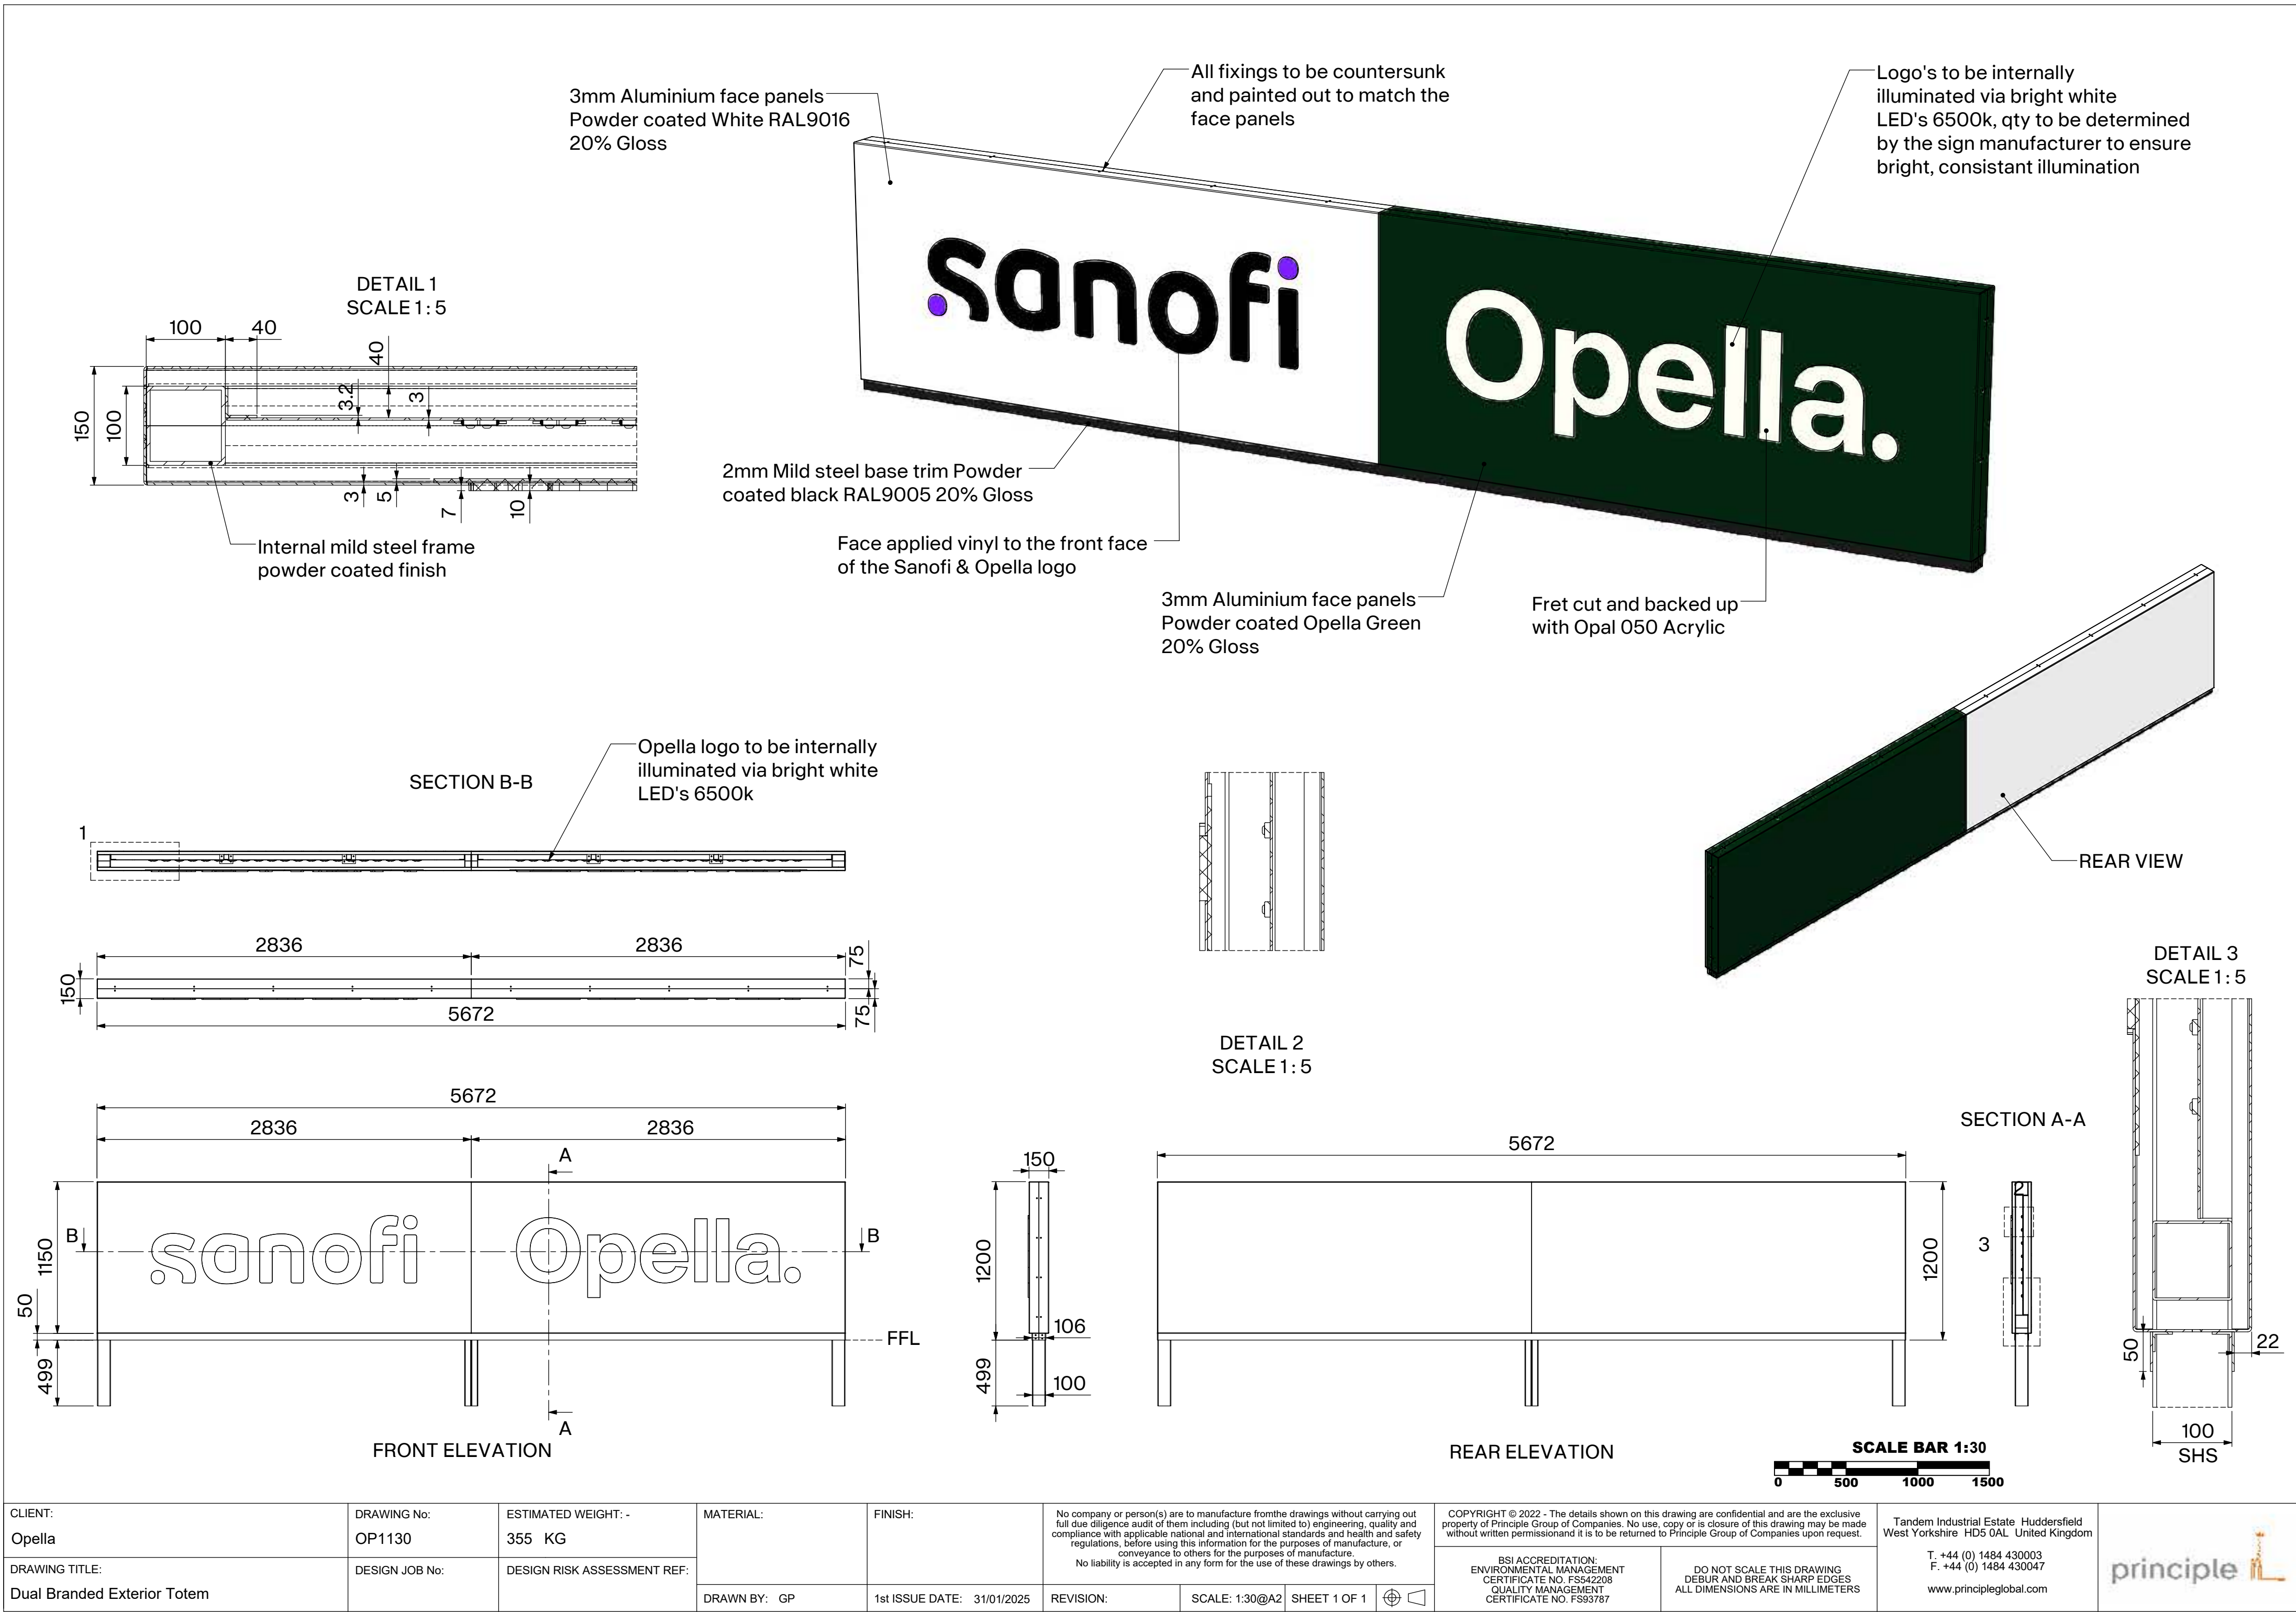 3mm Aluminium face panels
Powder coated White RAL9016
20% Gloss
All fixings to be countersunk
and painted out to match the
face panels
Logo's to be internally
illuminated via bright white
LED's 6500k, qty to be determined
by the sign manufacturer to ensure
bright, consistant illumination
sanofi
Opella.
DETAIL 1
SCALE 1 : 5
100
40
40
3.2
3
150
100
3
5
7
10
Internal mild steel frame
powder coated finish
2mm Mild steel base trim Powder
coated black RAL9005 20% Gloss
Face applied vinyl to the front face
of the Sanofi & Opella logo
3mm Aluminium face panels
Powder coated Opella Green
20% Gloss
Fret cut and backed up
with Opal 050 Acrylic
REAR VIEW
SECTION B-B
Opella logo to be internally
illuminated via bright white
LED's 6500k
1
2836
2836
75
150
75
5672
DETAIL 2
SCALE 1 : 5
DETAIL 3
SCALE 1 : 5
50
22
100
SHS
5672
2836
2836
A
sanofi
Opella.
B
B
1150
50
499
FFL
A
FRONT ELEVATION
150
1200
106
499
100
5672
1200
REAR ELEVATION
SECTION A-A
2
3
SCALE BAR 1:30
0
500
1000
1500
CLIENT:
Opella
DRAWING TITLE:
Dual Branded Exterior Totem
DRAWING No:
OP1130
DESIGN JOB No:
ESTIMATED WEIGHT: -
355 KG
DESIGN RISK ASSESSMENT REF:
MATERIAL:
DRAWN BY: GP
FINISH:
1st ISSUE DATE: 31/01/2025
No company or person(s) are to manufacture fromthe drawings without carrying out
full due diligence audit of them including (but not limited to) engineering, quality and
compliance with applicable national and international standards and health and safety
regulations, before using this information for the purposes of manufacture, or
conveyance to others for the purposes of manufacture.
No liability is accepted in any form for the use of these drawings by others.
REVISION:
SCALE: 1:30@A2
SHEET 1 OF 1
COPYRIGHT © 2022 - The details shown on this drawing are confidential and are the exclusive
property of Principle Group of Companies. No use, copy or is closure of this drawing may be made
without written permissionand it is to be returned to Principle Group of Companies upon request.
BSI ACCREDITATION:
ENVIRONMENTAL MANAGEMENT
CERTIFICATE NO. FS542208
QUALITY MANAGEMENT
CERTIFICATE NO. FS93787
DO NOT SCALE THIS DRAWING
DEBUR AND BREAK SHARP EDGES
ALL DIMENSIONS ARE IN MILLIMETERS
Tandem Industrial Estate Huddersfield
West Yorkshire HD5 0AL United Kingdom
T. +44 (0) 1484 430003
F. +44 (0) 1484 430047
www.principleglobal.com
principle